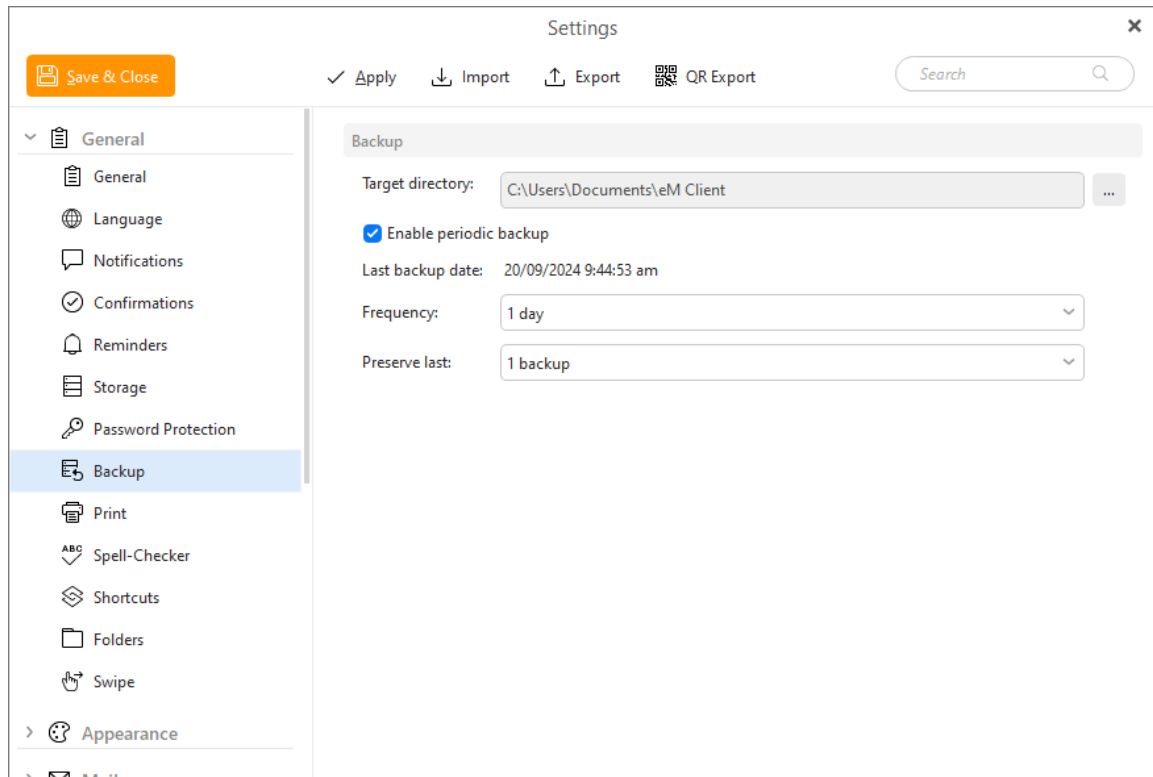 Settings
Save & Close
Apply
Import
Export
QR Export
Search
General
General
Language
Notifications
Confirmations
Reminders
Storage
Password Protection
Backup
Print
ABC
Spell-Checker
Shortcuts
Folders
Swipe
Appearance
Backup
Target directory:
C:\Users\Documents\eM Client
...
Enable periodic backup
Last backup date: 20/09/2024 9:44:53 am
Frequency: 1 day
Preserve last: 1 backup